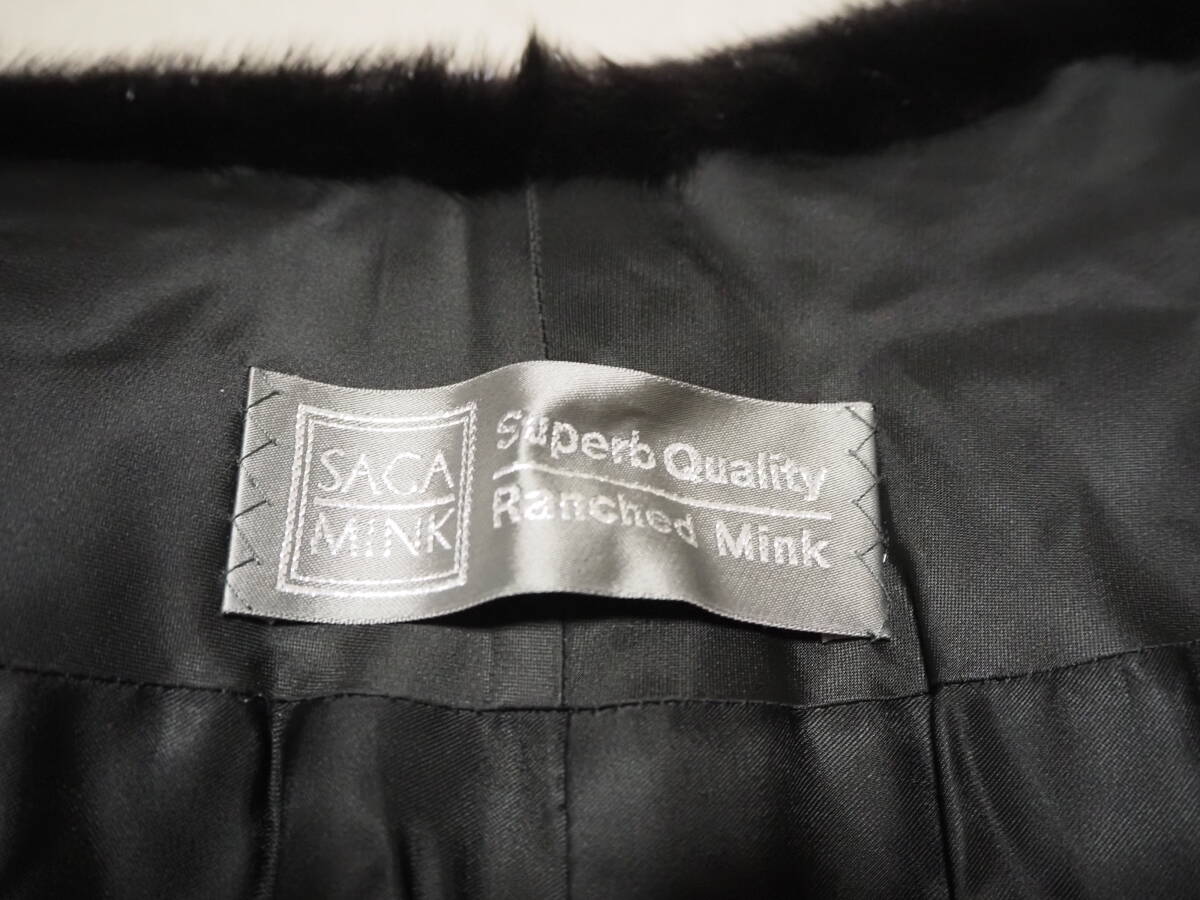 SAGA
MINK
Superb Quality
Ranched Mink